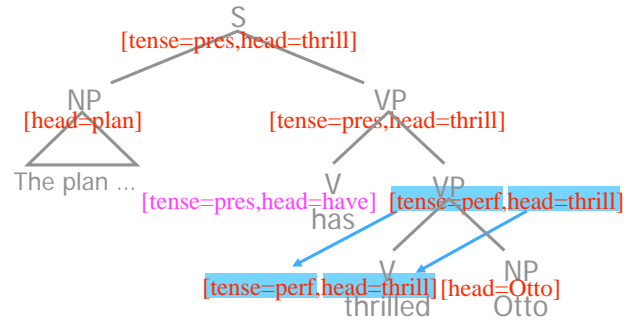 S
[tense=pres,head=thrill]
NP VP
[head=plan] [tense=pres,head=thrill]
The plan ... V VP
[tense=pres,head=have] [tense=perf,head=thrill]
has
V NP
[tense=perf,head=thrill] [head=Otto]
thrilled Otto